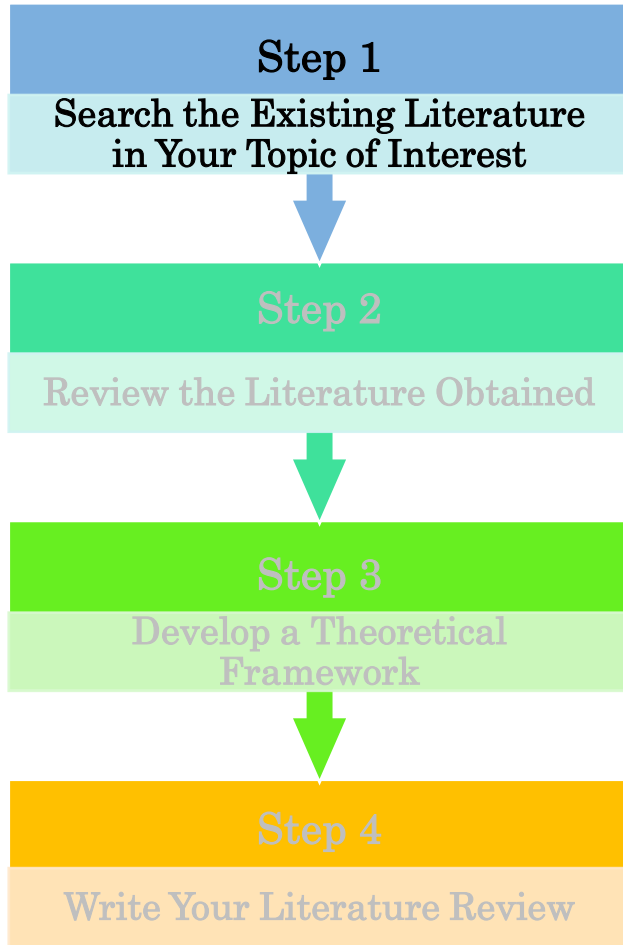 Step 1
Search the Existing Literature
in Your Topic of Interest
Step 2
Review the Literature Obtained
Step 3
Develop a Theoretical
Framework
Step 4
Write Your Literature Review